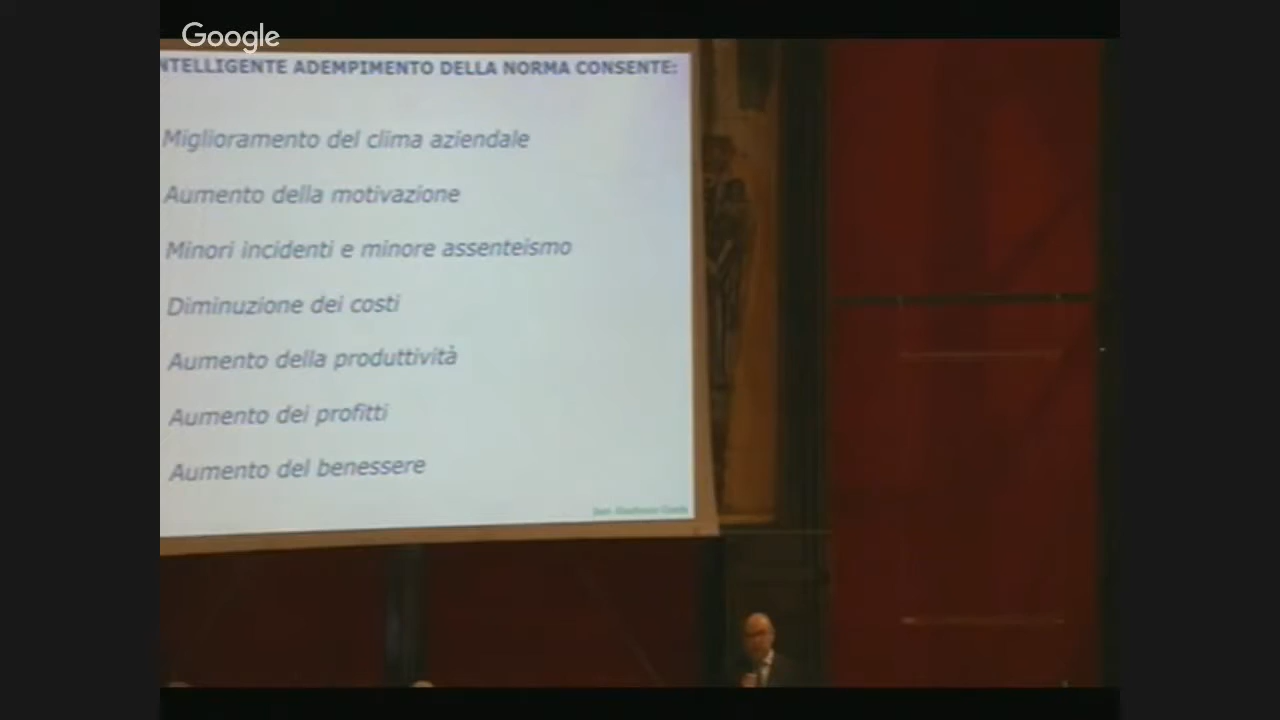 Google
NTELLIGENTE ADEMPIMENTO DELLA NORMA CONSENTE:
Miglioramento del clima aziendale
Aumento della motivazione
Minori incidenti e minore assenteismo
Diminuzione dei costi
Aumento della produttività
Aumento dei profitti
Aumento del benessere